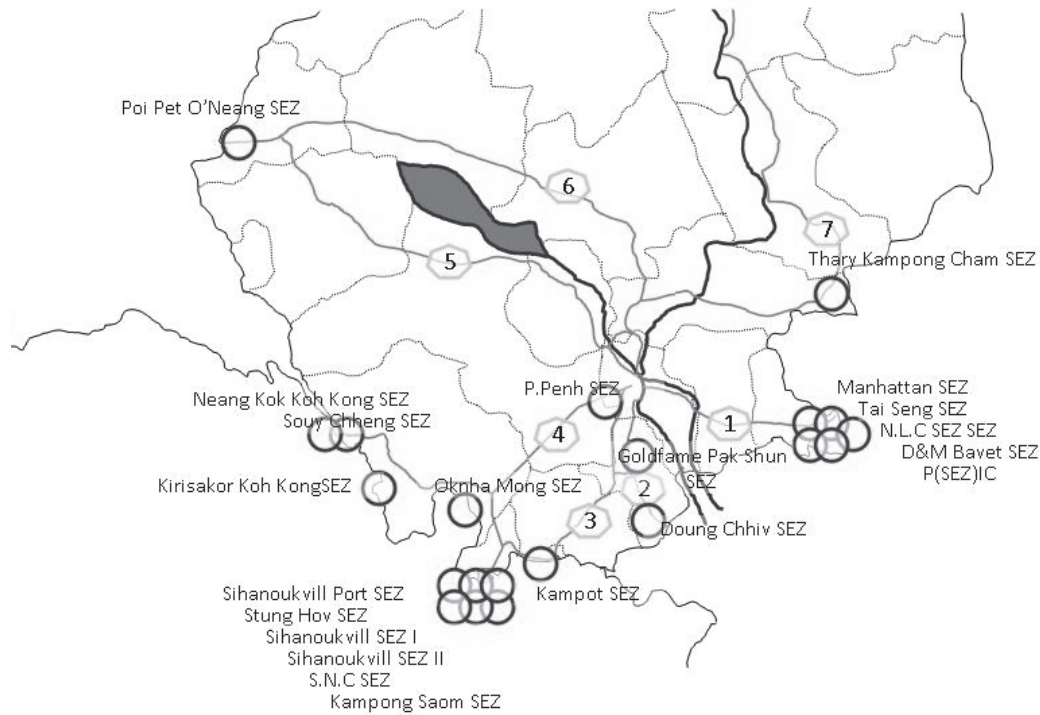 Poi Pet O'Neang SEZ
6
7
5
Thary Kampong Cham SEZ
P.Penh SEZ
Neang Kok Koh Kong SEZ
Souy Chheng SEZ
4
1
Manhattan SEZ
Tai Seng SEZ
N.L.C SEZ SEZ
D&M Bavet SEZ
P(SEZ)IC
Goldfame Pak Shun
SEZ
Kirisakor Koh KongSEZ
Oknha Mong SEZ
2
3
Doung Chhiv SEZ
Kampot SEZ
Sihanoukvill Port SEZ
Stung Hov SEZ
Sihanoukvill SEZ I
Sihanoukvill SEZ II
S.N.C SEZ
Kampong Saom SEZ